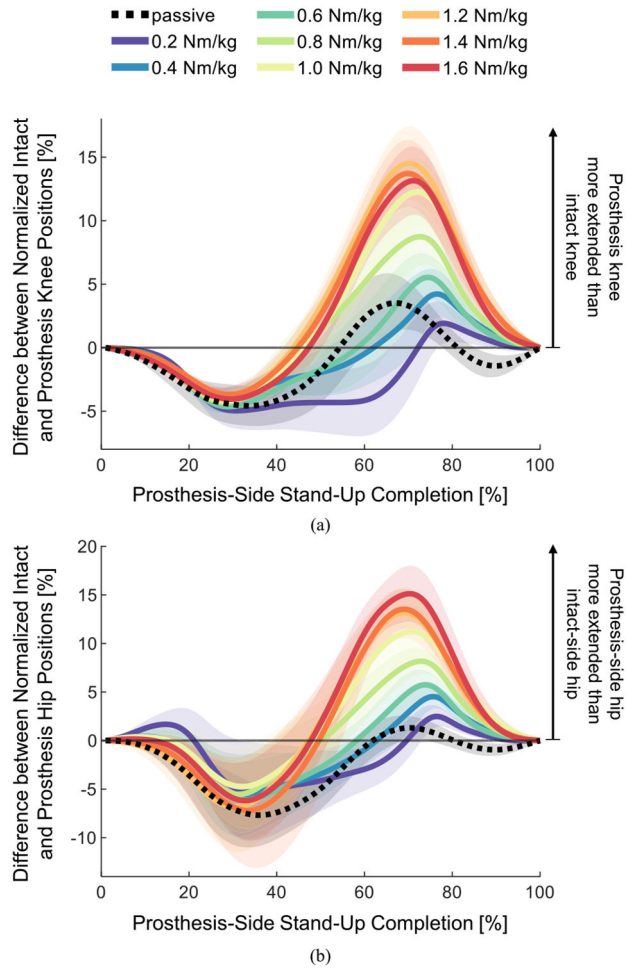 passive
0.2 Nm/kg
0.4 Nm/kg
0.6 Nm/kg
0.8 Nm/kg
1.0 Nm/kg
1.2 Nm/kg
1.4 Nm/kg
1.6 Nm/kg
Difference between Normalized Intact
and Prosthesis Knee Positions [%]
15
10
5
0
-5
0
20
40
60
80
100
Prosthesis-Side Stand-Up Completion [%]
Prosthesis knee
more extended than
intact knee
(a)
Difference between Normalized Intact
and Prosthesis Hip Positions [%]
20
15
10
5
0
-5
-10
0
20
40
60
80
100
Prosthesis-Side Stand-Up Completion [%]
Prosthesis-side hip
more extended than
intact-side hip
(b)